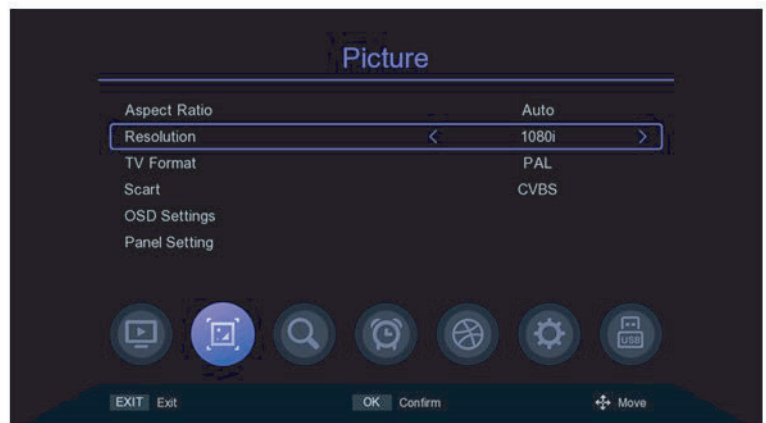 Picture
Aspect Ratio Auto
Resolution < 1080i >
TV Format PAL
Scart CVBS
OSD Settings
Panel Setting
USB
EXIT Exit OK Confirm Move